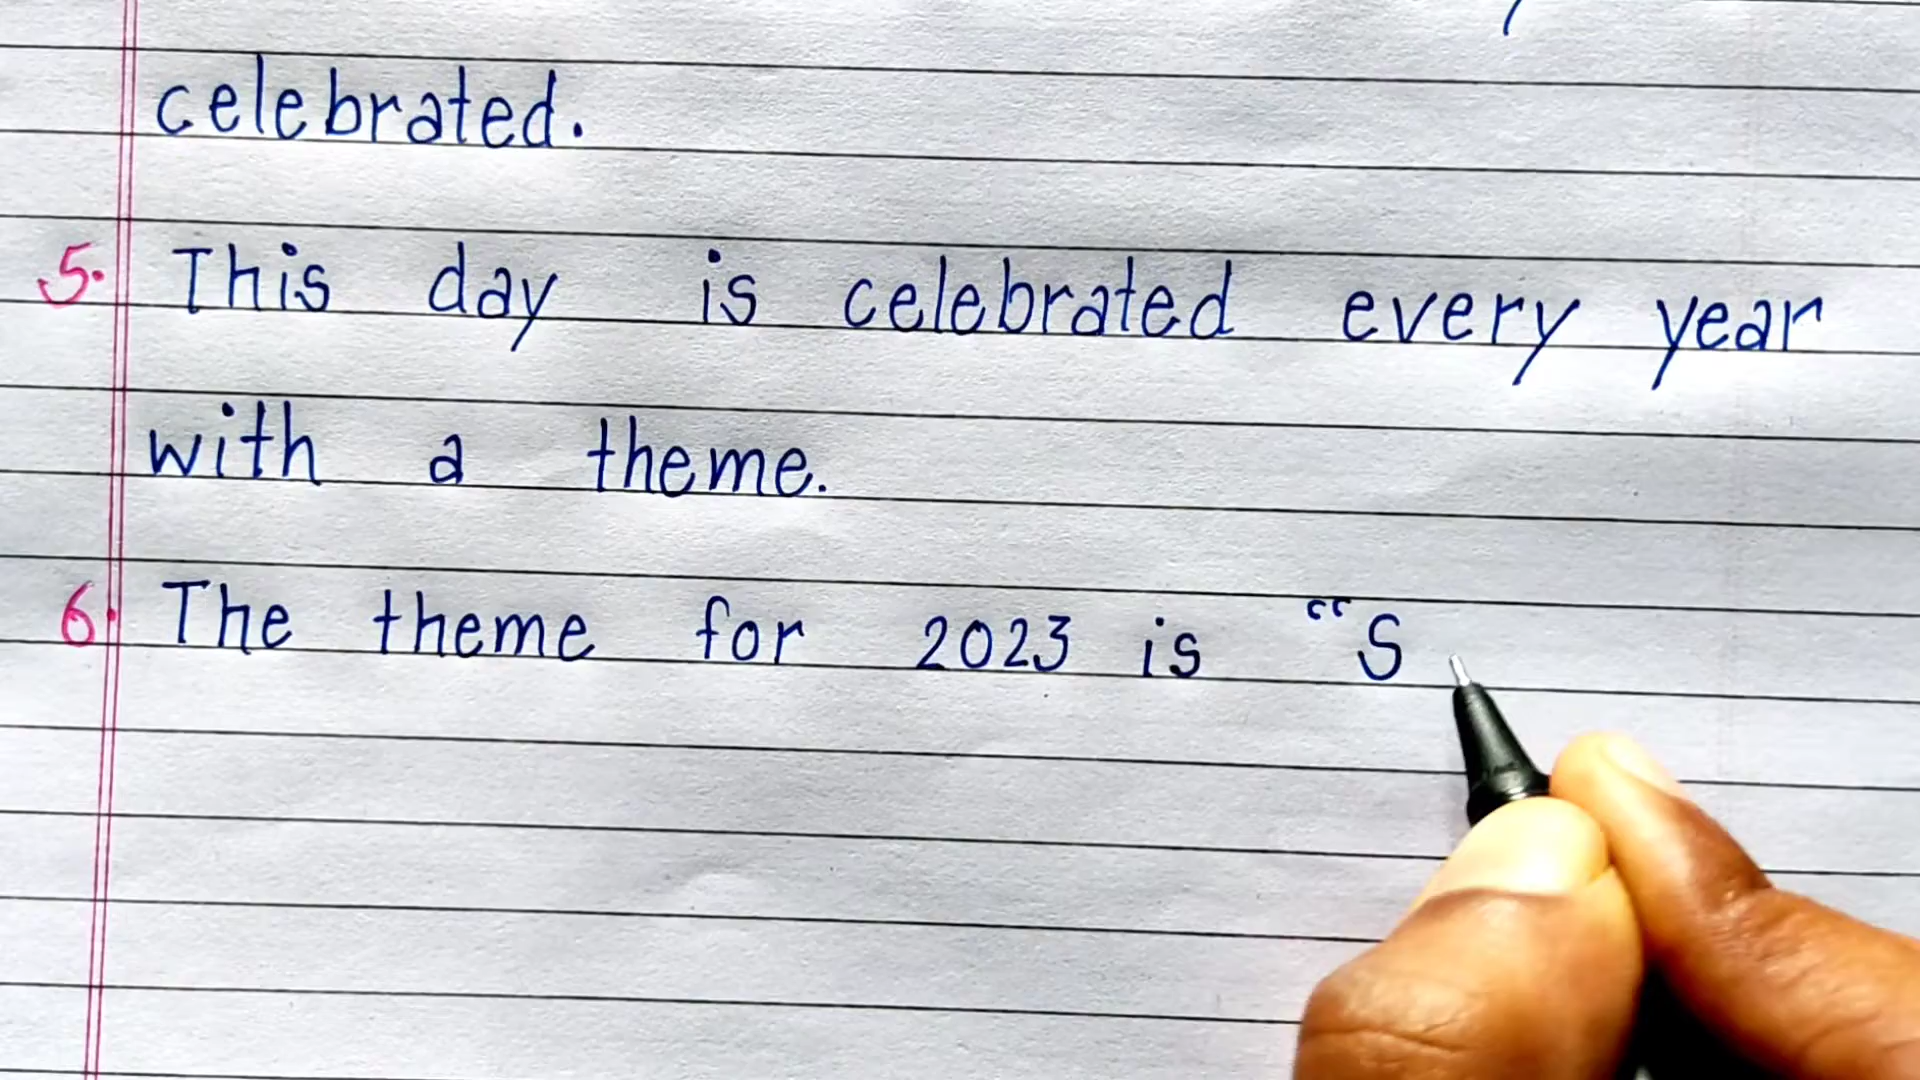 celebrated.
5. This day is celebrated every year
with a theme.
6. The theme for 2023 is “S